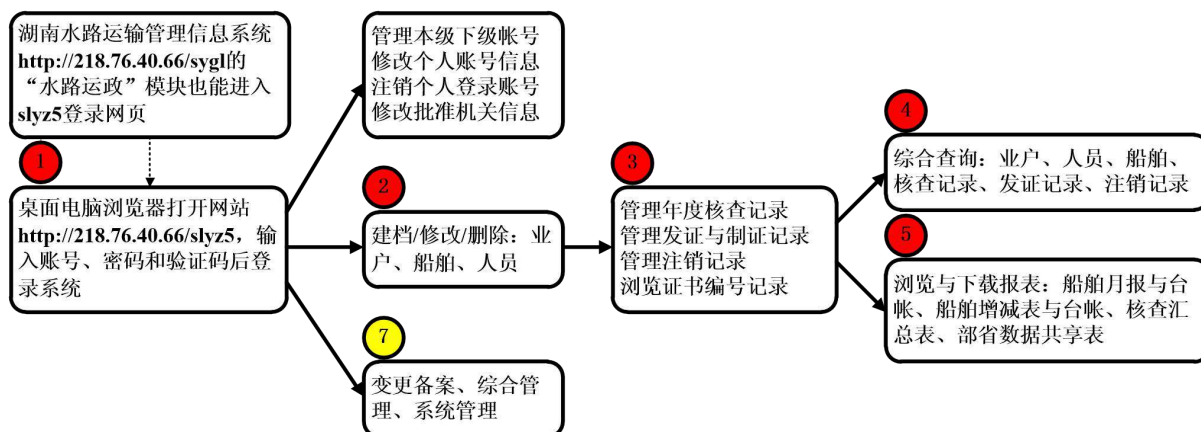 湖南水路运输管理信息系统
http://218.76.40.66/sygl的
“水路运政”模块也能进入
slyz5登录网页
1
桌面电脑浏览器打开网站
http://218.76.40.66/slyz5，输
入账号、密码和验证码后登
录系统
管理本级下级帐号
修改个人账号信息
注销个人登录账号
修改批准机关信息
2
建档/修改/删除：业
户、船舶、人员
7
变更备案、综合管
理、系统管理
3
管理年度核查记录
管理发证与制证记录
管理注销记录
浏览证书编号记录
4
综合查询：业户、人员、船舶、
核查记录、发证记录、注销记录
5
浏览与下载报表：船舶月报与台
帐、船舶增减表与台帐、核查汇
总表、部省数据共享表